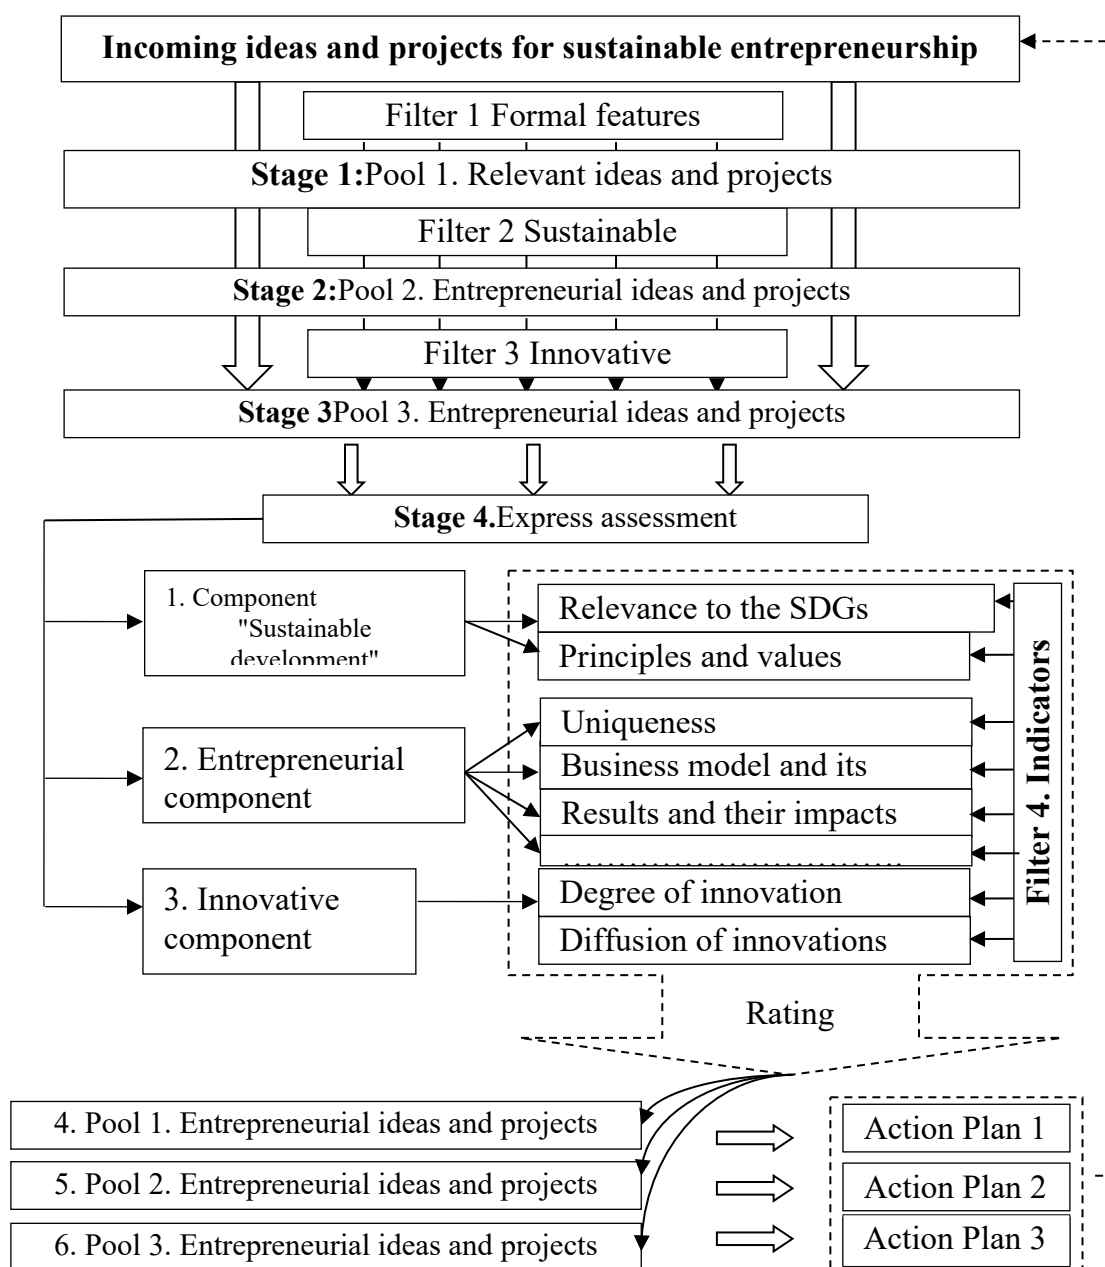 Incoming ideas and projects for sustainable entrepreneurship
Filter 1 Formal features
Stage 1:Pool 1. Relevant ideas and projects
Filter 2 Sustainable
Stage 2:Pool 2. Entrepreneurial ideas and projects
Filter 3 Innovative
Stage 3Pool 3. Entrepreneurial ideas and projects
Stage 4.Express assessment
1. Component
"Sustainable
development"
Relevance to the SDGs
Principles and values
2. Entrepreneurial
component
Uniqueness
Business model and its
Results and their impacts
................................
3. Innovative
component
Degree of innovation
Diffusion of innovations
Filter 4. Indicators
Rating
4. Pool 1. Entrepreneurial ideas and projects
Action Plan 1
5. Pool 2. Entrepreneurial ideas and projects
Action Plan 2
6. Pool 3. Entrepreneurial ideas and projects
Action Plan 3